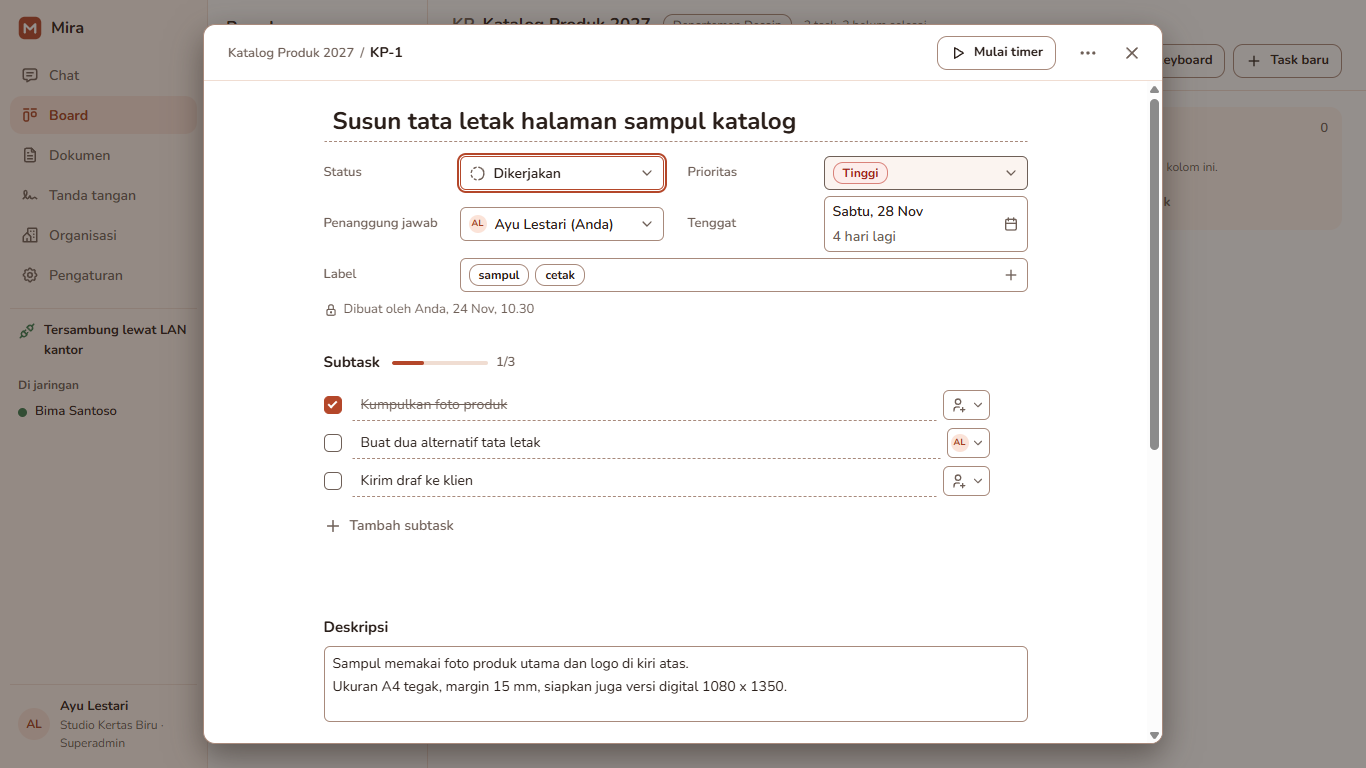 Mira
Chat
Board
Dokumen
Tanda tangan
Organisasi
Pengaturan
Tersambung lewat LAN
kantor
Di jaringan
Bima Santoso
AL
Ayu Lestari
Studio Kertas Biru ·
Superadmin
KP Katalog Produk 2027
Task baru
0
kolom ini.
Katalog Produk 2027 / KP-1
Mulai timer
Susun tata letak halaman sampul katalog
Status
Dikerjakan
Prioritas
Tinggi
Penanggung jawab
AL Ayu Lestari (Anda)
Tenggat
Sabtu, 28 Nov
4 hari lagi
Label
sampul
cetak
Dibuat oleh Anda, 24 Nov, 10.30
Subtask
1/3
Kumpulkan foto produk
Buat dua alternatif tata letak
AL
Kirim draf ke klien
Tambah subtask
Deskripsi
Sampul memakai foto produk utama dan logo di kiri atas.
Ukuran A4 tegak, margin 15 mm, siapkan juga versi digital 1080 x 1350.